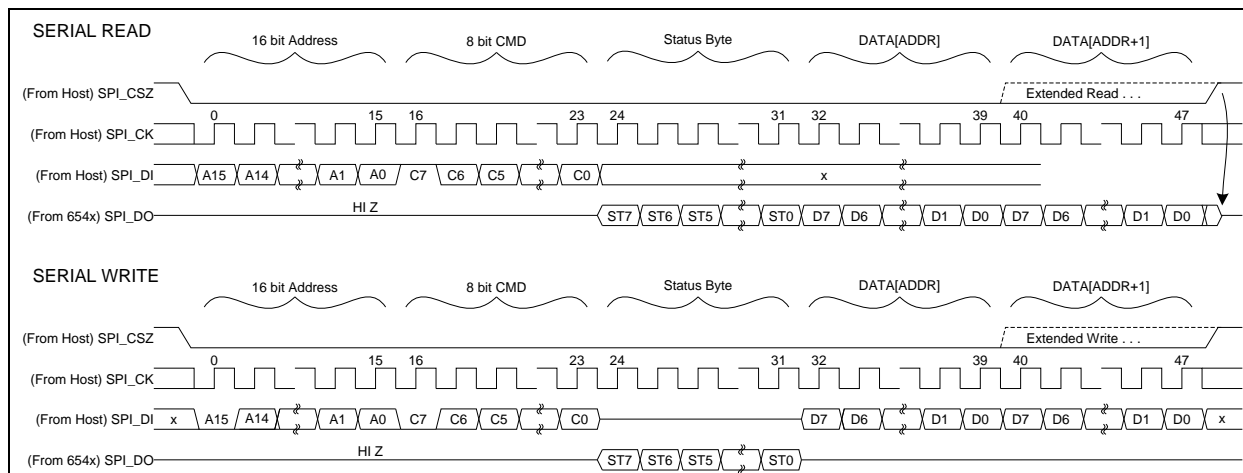 SERIAL READ
16 bit Address 8 bit CMD Status Byte DATA[ADDR] DATA[ADDR+1]
(From Host) SPI_CSZ Extended Read . . .
0 15 16 23 24 31 32 39 40 47
(From Host) SPI_CK
(From Host) SPI_DI A15 A14 A1 A0 C7 C6 C5 C0 x
(From 654x) SPI_DO HI Z ST7 ST6 ST5 ST0 D7 D6 D1 D0 D7 D6 D1 D0
SERIAL WRITE
16 bit Address 8 bit CMD Status Byte DATA[ADDR] DATA[ADDR+1]
(From Host) SPI_CSZ Extended Write . . .
0 15 16 23 24 31 32 39 40 47
(From Host) SPI_CK
(From Host) SPI_DI x A15 A14 A1 A0 C7 C6 C5 C0 D7 D6 D1 D0 D7 D6 D1 D0 x
(From 654x) SPI_DO HI Z ST7 ST6 ST5 ST0